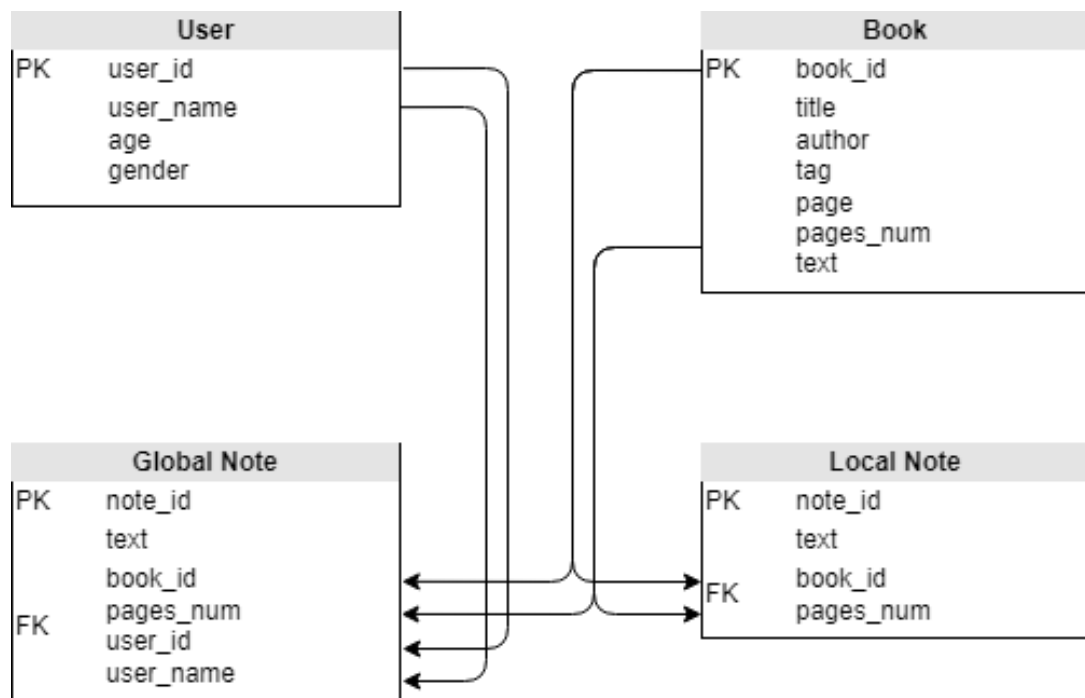 User
PK user_id
user_name
age
gender
Book
PK book_id
title
author
tag
page
pages_num
text
Global Note
PK note_id
text
book_id
pages_num
FK
user_id
user_name
Local Note
PK note_id
text
book_id
FK
pages_num